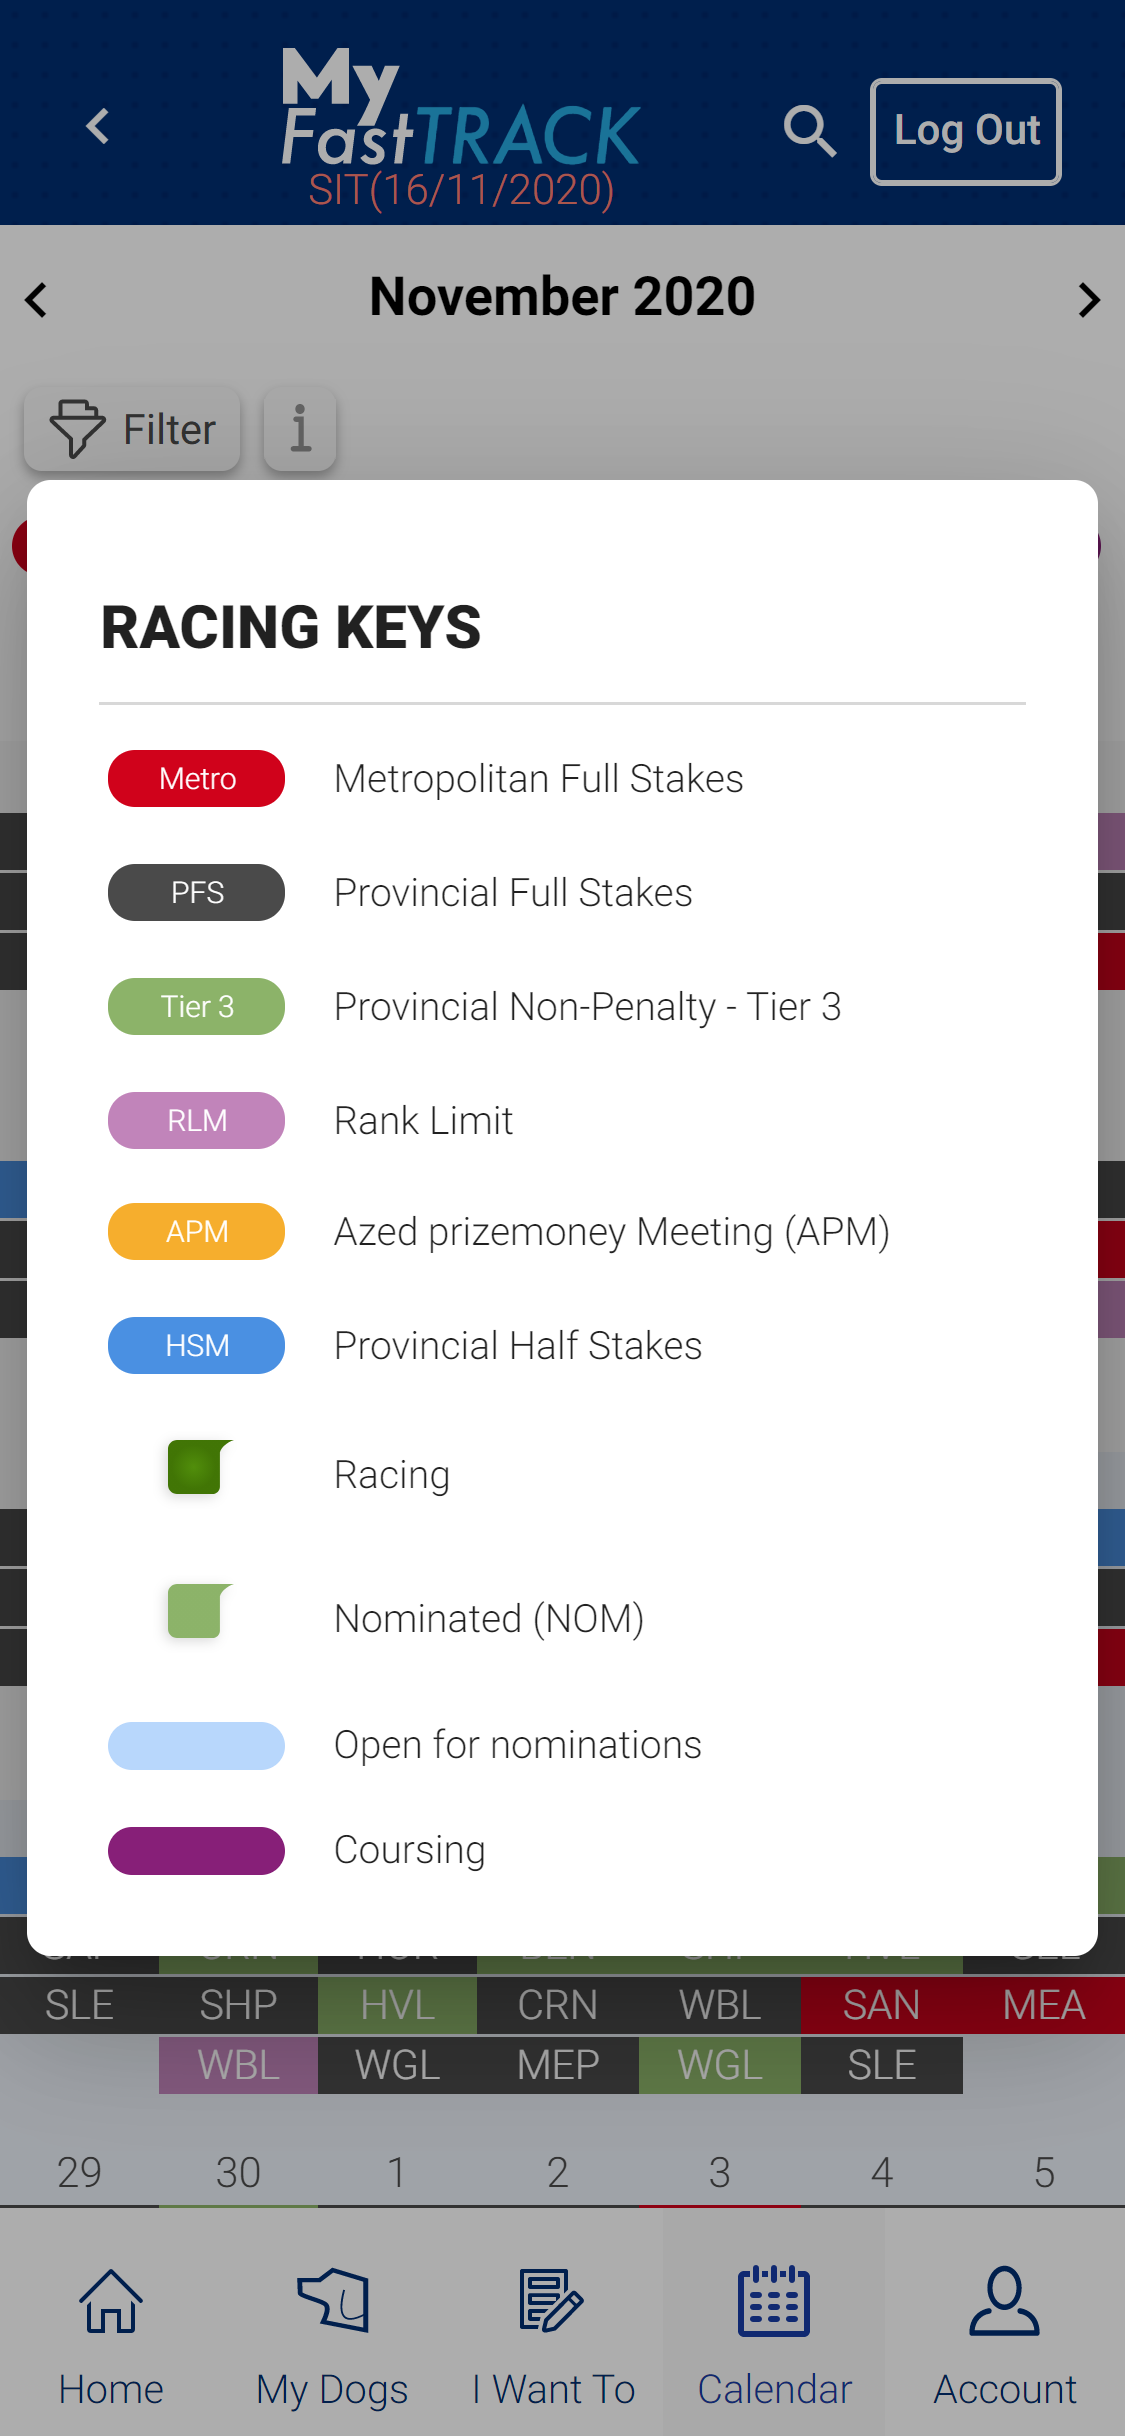 My
FastTRACK
SIT(16/11/2020)
Log Out
November 2020
Filter
RACING KEYS
Metro Metropolitan Full Stakes
PFS Provincial Full Stakes
Tier 3 Provincial Non-Penalty - Tier 3
RLM Rank Limit
APM Azed prizemoney Meeting (APM)
HSM Provincial Half Stakes
Racing
Nominated (NOM)
Open for nominations
Coursing
SLE SHP HVL CRN WBL SAN MEA
WBL WGL MEP WGL SLE
29 30 1 2 3 4 5
Home My Dogs I Want To Calendar Account